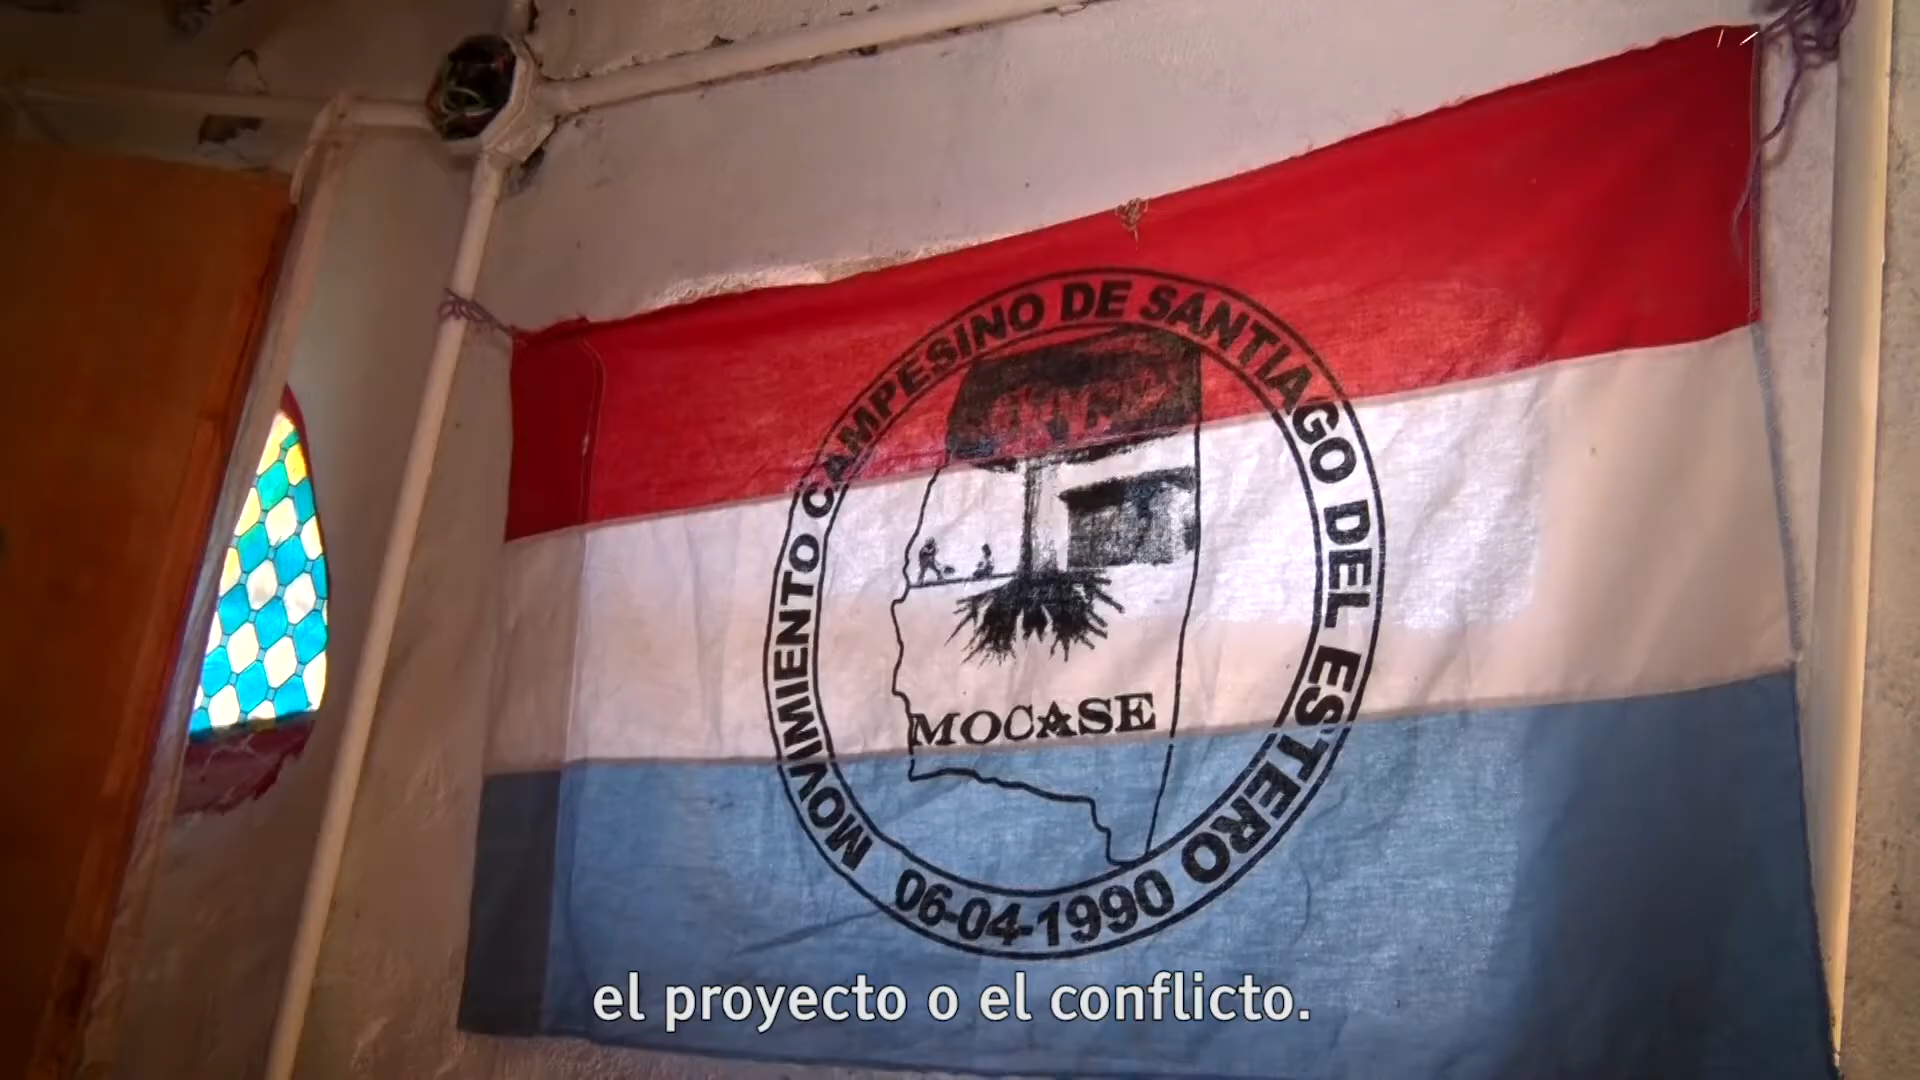 MOVIMIENTO CAMPESINO DE SANTIAGO DEL ESTERO
MOCASE
06-04-1990
el proyecto o el conflicto.